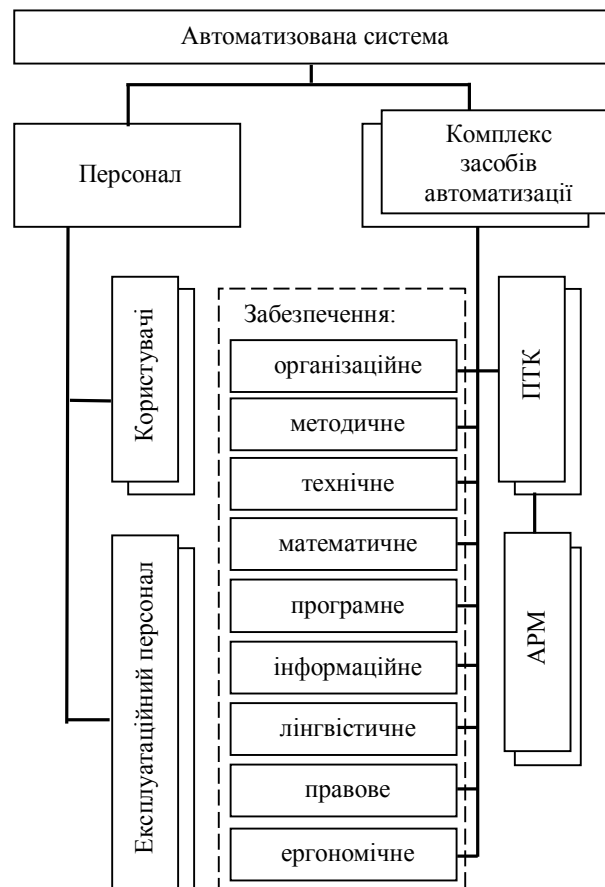 Автоматизована система
Персонал
Комплекс
засобів
автоматизації
Користувачі
Експлуатаційний персонал
Забезпечення:
організаційне
методичне
технічне
математичне
програмне
інформаційне
лінгвістичне
правове
ергономічне
ПТК
АРМ